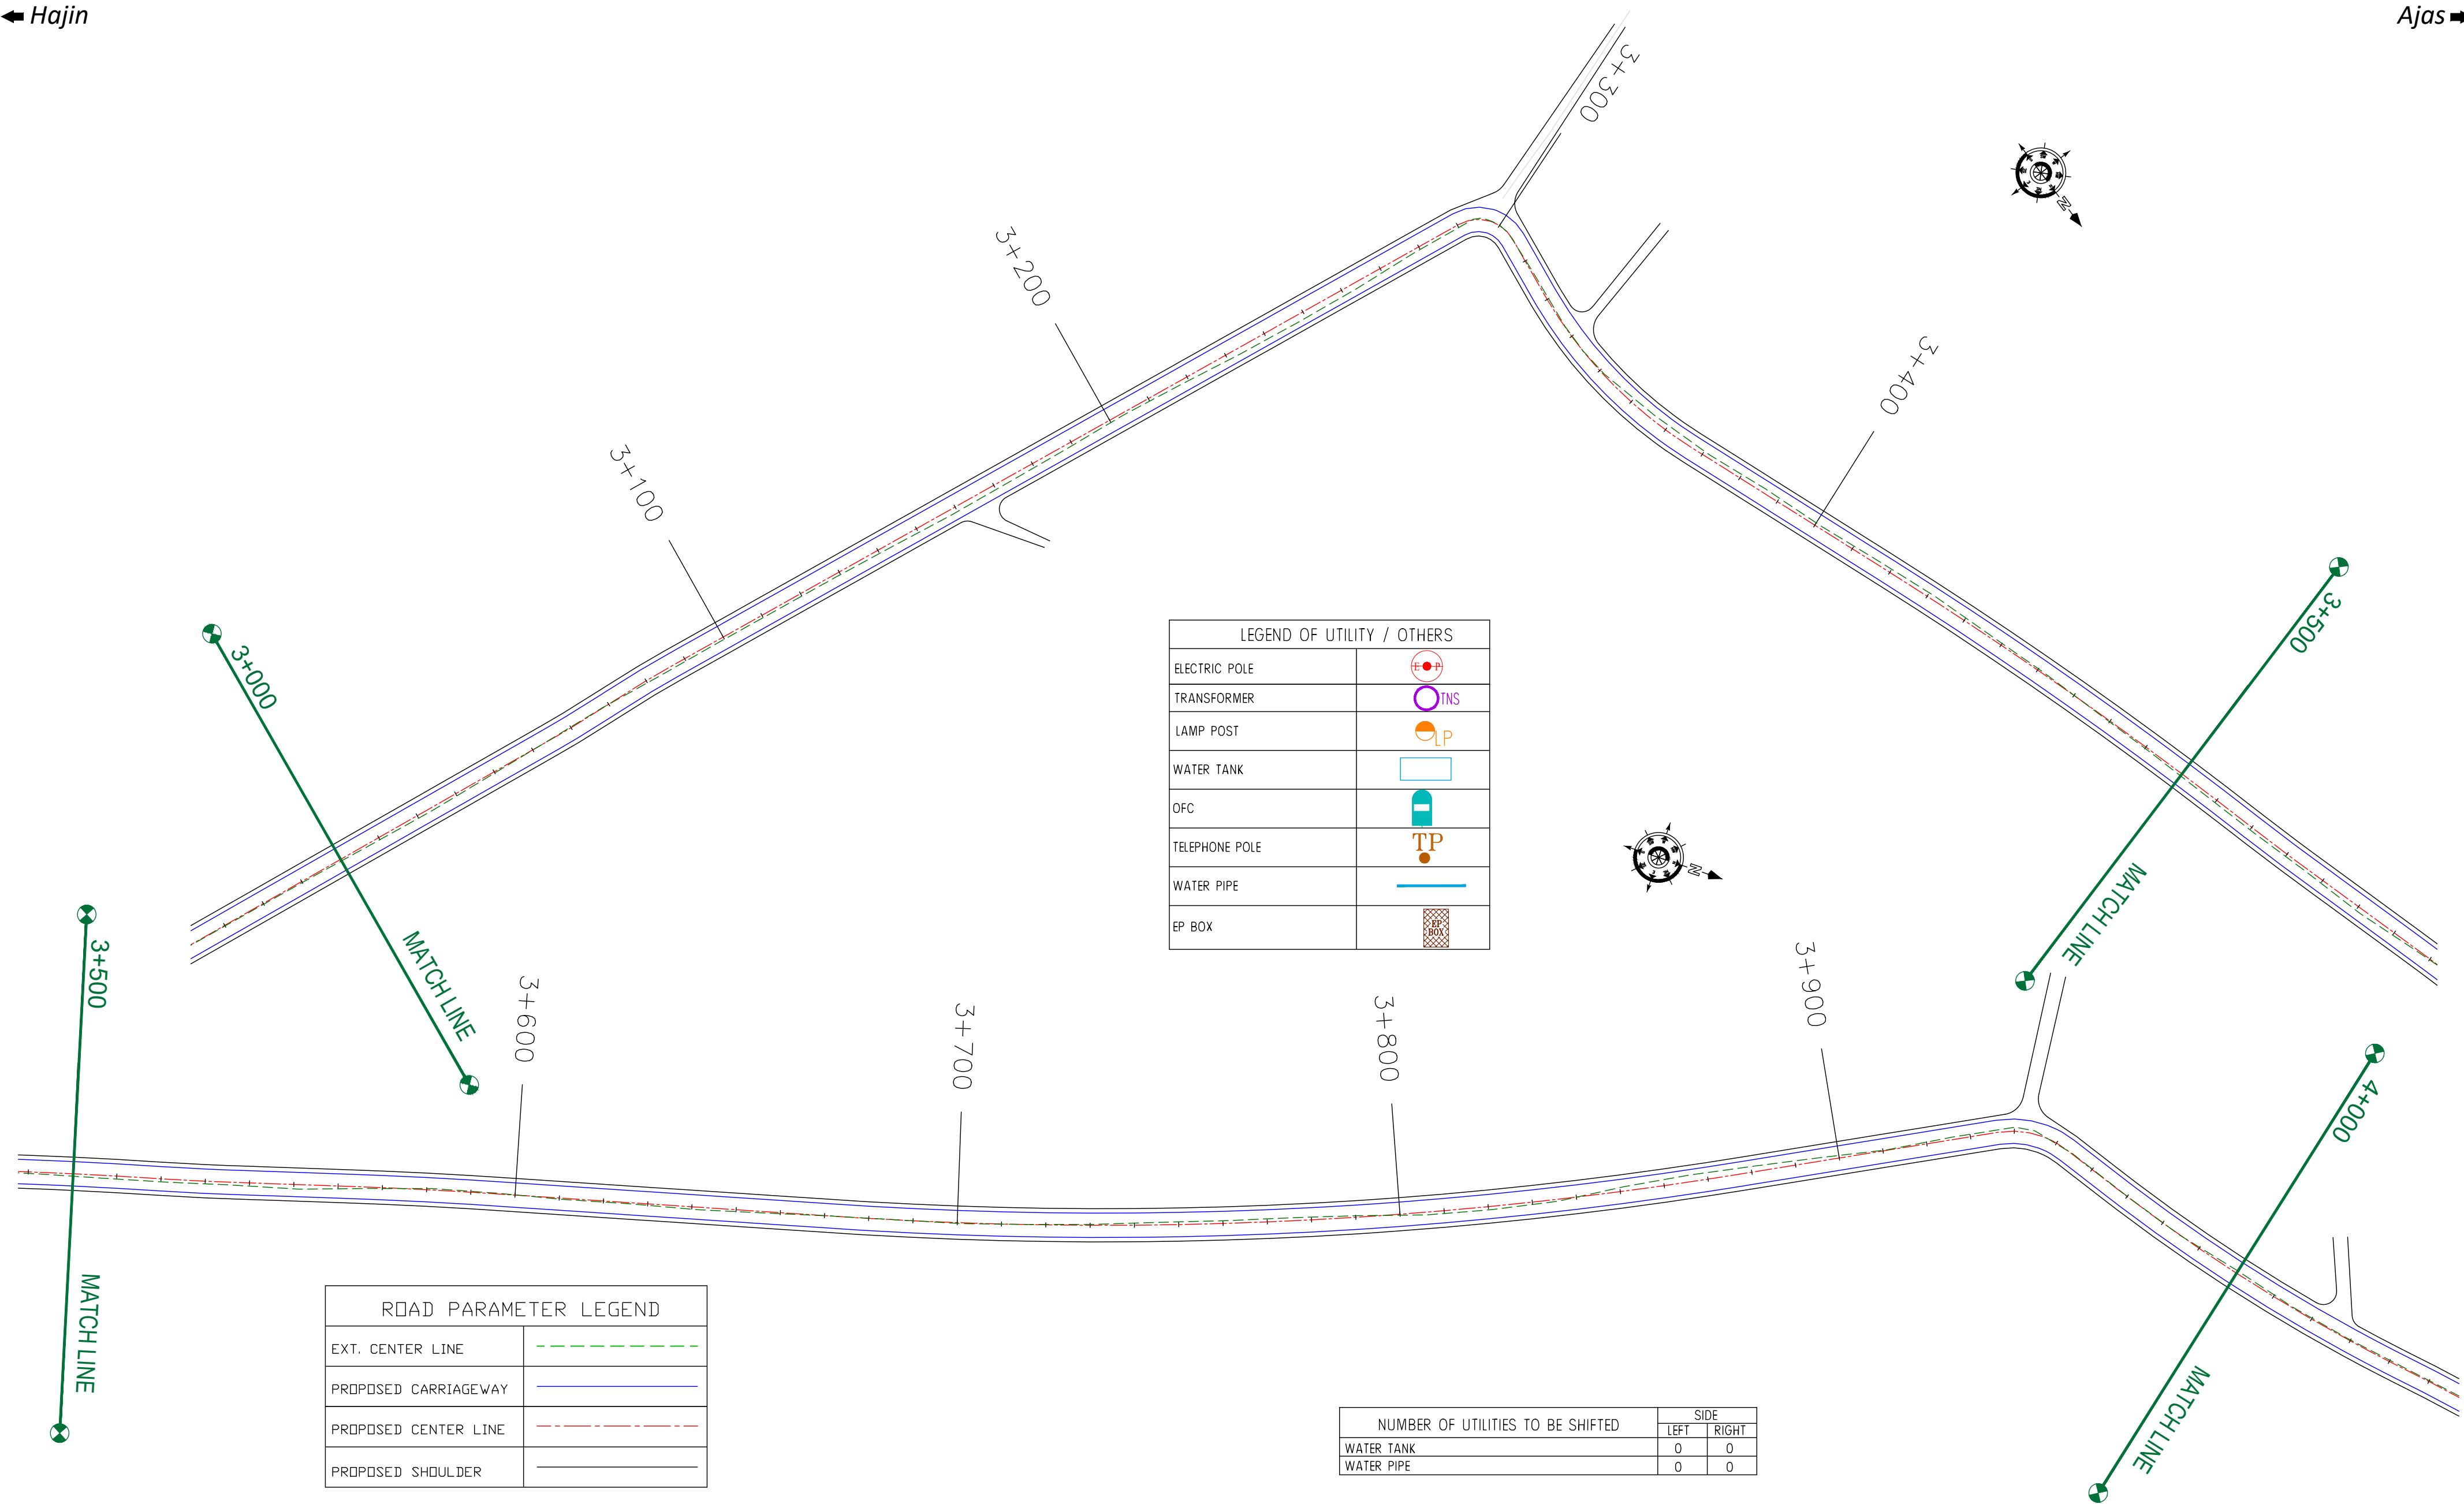 Hajin
Ajas
3+300
N
3+200
3+400
3+100
3+500
3+000
LEGEND OF UTILITY / OTHERS
ELECTRIC POLE
E P
TRANSFORMER
TNS
LAMP POST
LP
WATER TANK
OFC
TELEPHONE POLE
TP
WATER PIPE
EP BOX
EP
BOX
N
MATCH LINE
MATCH LINE
3+500
3+600
3+700
3+800
3+900
4+000
MATCH LINE
MATCH LINE
ROAD PARAMETER LEGEND
EXT. CENTER LINE
PROPOSED CARRIAGEWAY
PROPOSED CENTER LINE
PROPOSED SHOULDER
NUMBER OF UTILITIES TO BE SHIFTED
SIDE
LEFT RIGHT
WATER TANK 0 0
WATER PIPE 0 0